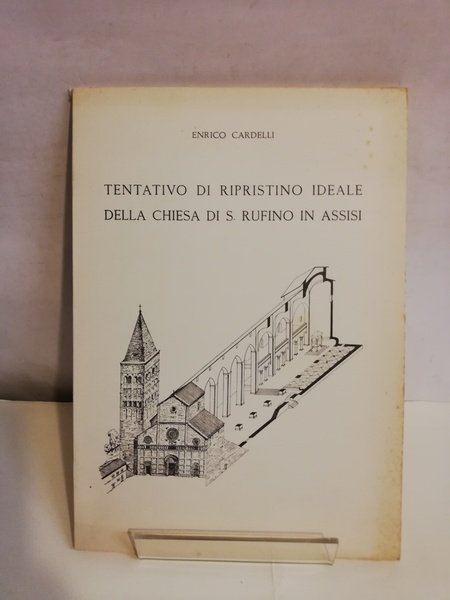 ENRICO CARDELLI
TENTATIVO DI RIPRISTINO IDEALE
DELLA CHIESA DI S. RUFINO IN ASSISI